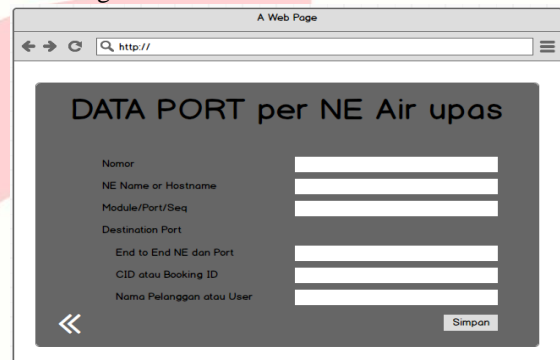 A Web Page
http://
DATA PORT per NE Air upas
Nomor
NE Name or Hostname
Module/Port/Seq
Destination Port
End to End NE dan Port
CID atau Booking ID
Nama Pelanggan atau User
Simpan